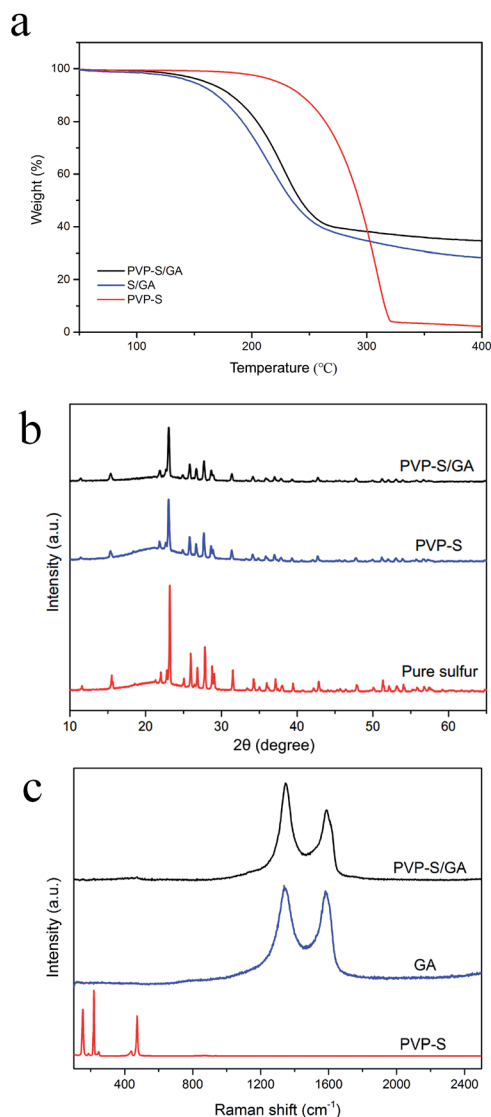 a
100
80
60
40
20
0
Weight (%)
PVP-S/GA
S/GA
PVP-S
100
200
300
400
Temperature (℃)
b
PVP-S/GA
PVP-S
Pure sulfur
Intensity (a.u.)
10
20
30
40
50
60
2θ (degree)
c
PVP-S/GA
GA
PVP-S
Intensity (a.u.)
400
800
1200
1600
2000
2400
Raman shift (cm⁻¹)